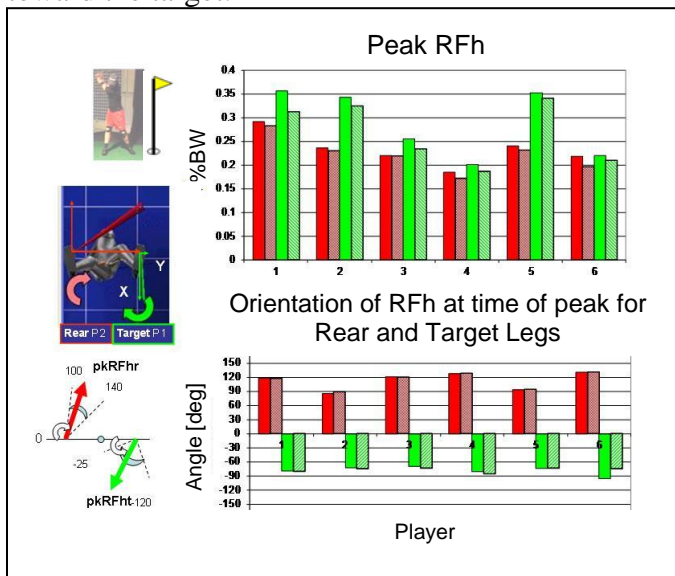 toward the target.
Peak RFh
%BW
0.4
0.35
0.3
0.25
0.2
0.15
0.1
0.05
0
1 2 3 4 5 6
Y
X
Rear P2 Target P1
Orientation of RFh at time of peak for
Rear and Target Legs
pkRFhr
100
140
0
-25
-120
pkRFht
Angle [deg]
150
120
90
60
30
0
-30
-60
-90
-120
-150
1 2 3 4 5 6
Player